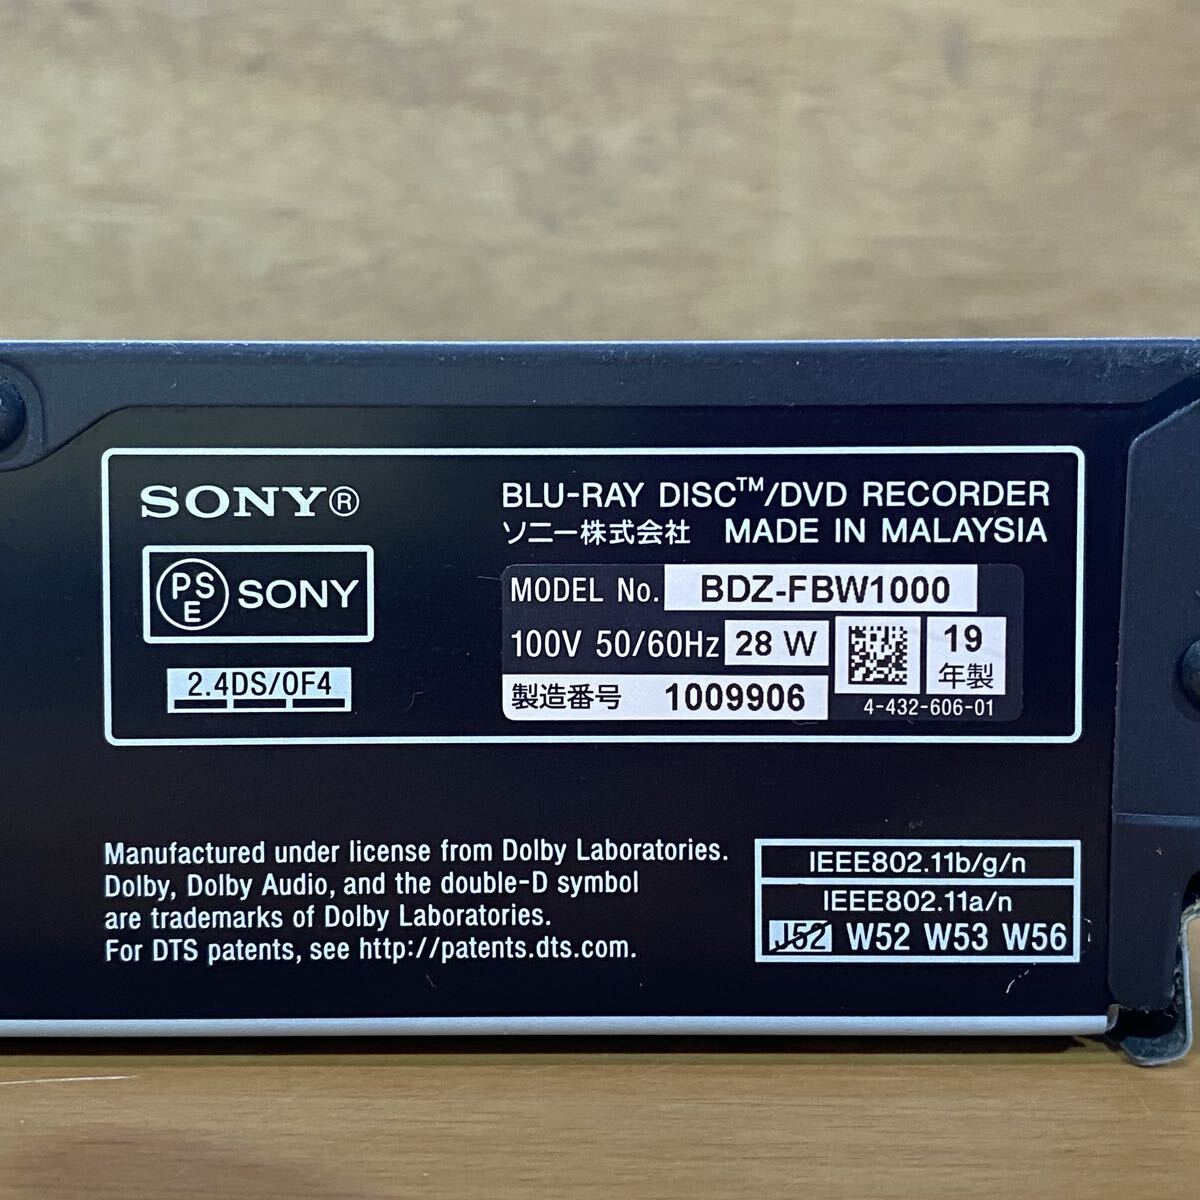 SONY®
PSE SONY
2.4DS/OF4
BLU-RAY DISC™/DVD RECORDER
ソニー株式会社 MADE IN MALAYSIA
MODEL No. BDZ-FBW1000
100V 50/60Hz 28 W
製造番号 1009906
19
年製
4-432-606-01
Manufactured under license from Dolby Laboratories.
Dolby, Dolby Audio, and the double-D symbol
are trademarks of Dolby Laboratories.
For DTS patents, see http://patents.dts.com.
IEEE802.11b/g/n
IEEE802.11a/n
J52 W52 W53 W56